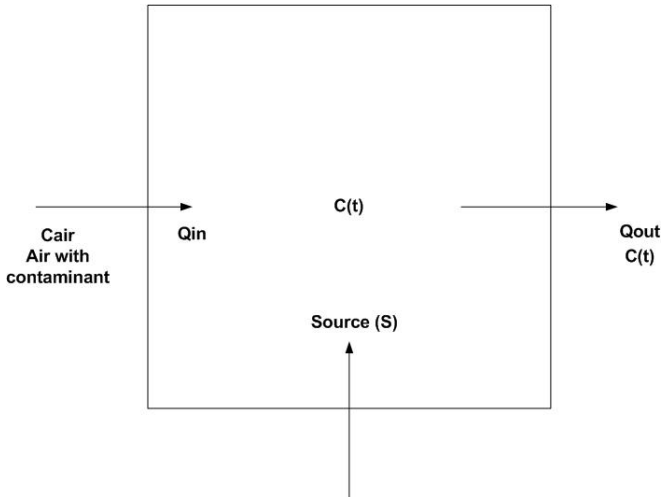 C(t)
Cair
Air with
contaminant
Qin
Qout
C(t)
Source (S)